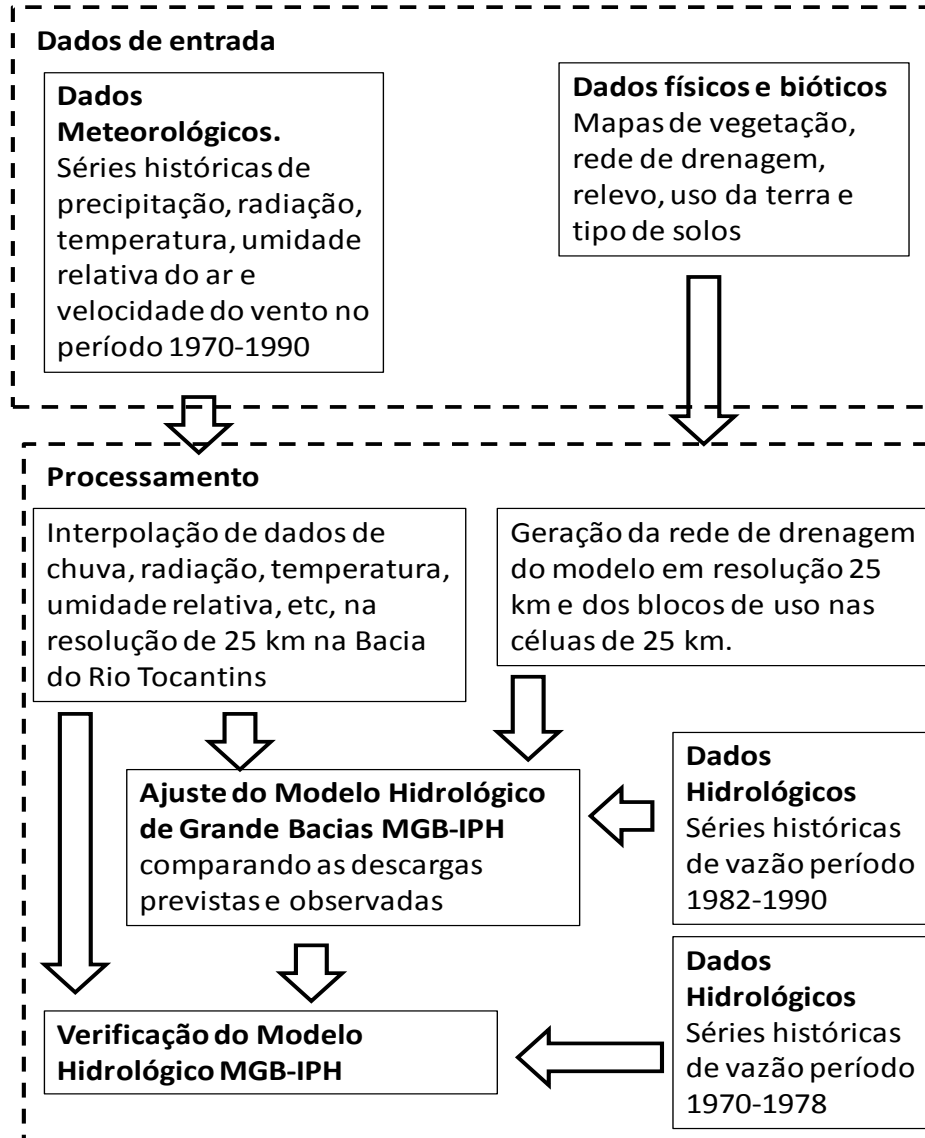 Dados de entrada
Dados
Meteorológicos.
Séries históricas de
precipitação, radiação,
temperatura, umidade
relativa do ar e
velocidade do vento no
período 1970-1990
Dados físicos e bióticos
Mapas de vegetação,
rede de drenagem,
relevo, uso da terra e
tipo de solos
Processamento
Interpolação de dados de
chuva, radiação, temperatura,
umidade relativa, etc, na
resolução de 25 km na Bacia
do Rio Tocantins
Geração da rede de drenagem
do modelo em resolução 25
km e dos blocos de uso nas
céluas de 25 km.
Ajuste do Modelo Hidrológico
de Grande Bacias MGB-IPH
comparando as descargas
previstas e observadas
Dados
Hidrológicos
Séries históricas
de vazão período
1982-1990
Verificação do Modelo
Hidrológico MGB-IPH
Dados
Hidrológicos
Séries históricas
de vazão período
1970-1978